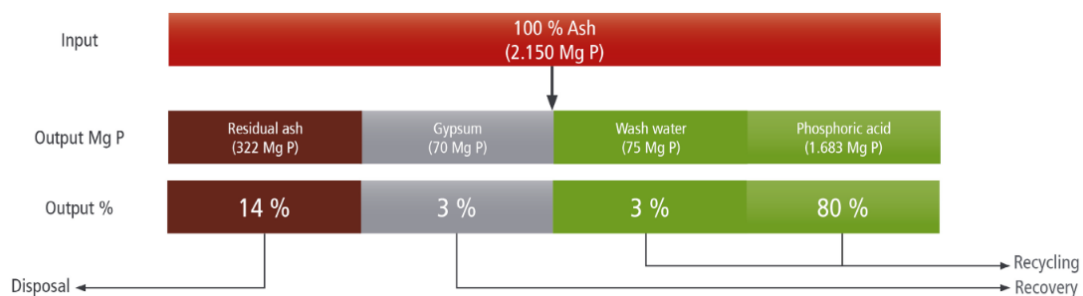 Input
100 % Ash
(2.150 Mg P)
Output Mg P
Residual ash
(322 Mg P)
Gypsum
(70 Mg P)
Wash water
(75 Mg P)
Phosphoric acid
(1.683 Mg P)
Output %
14 %
3 %
3 %
80 %
Recycling
Disposal
Recovery